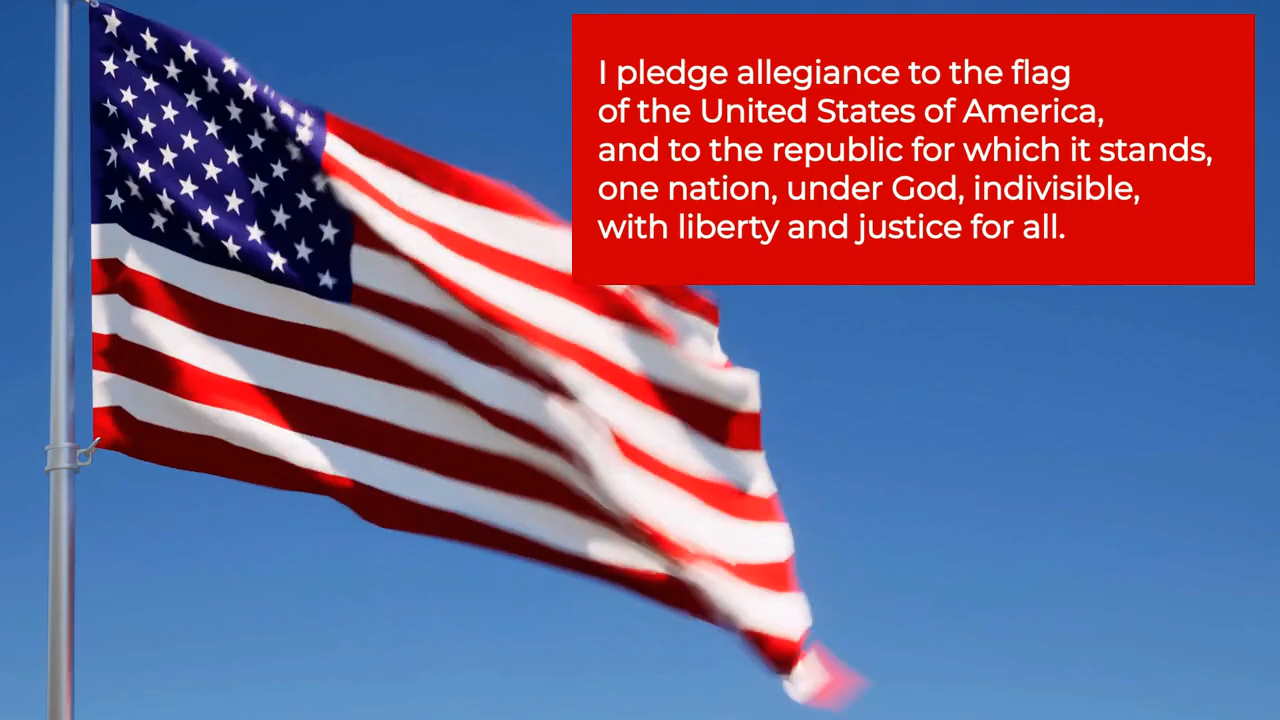 I pledge allegiance to the flag
of the United States of America,
and to the republic for which it stands,
one nation, under God, indivisible,
with liberty and justice for all.